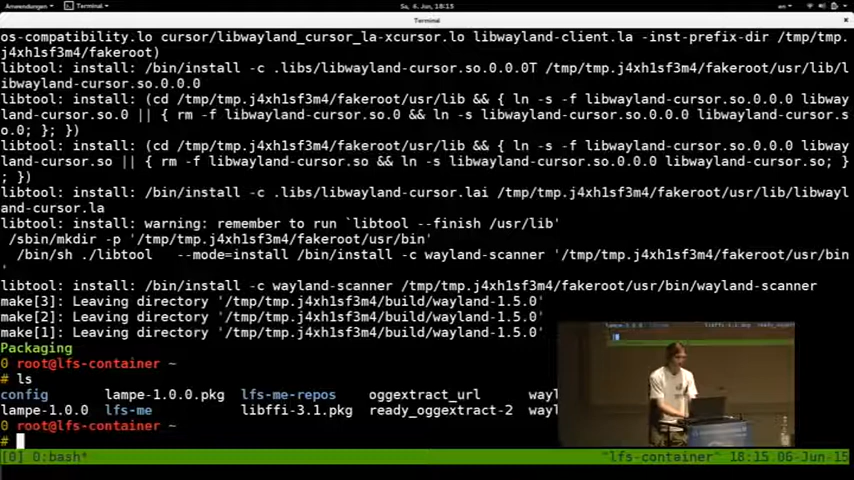 Anwendungen Terminal Sa, 6. Jun, 18:15 en
Terminal
os-compatibility.lo cursor/libwayland_cursor_la-xcursor.lo libwayland-client.la -inst-prefix-dir /tmp/tmp.
j4xh1sf3m4/fakeroot)
libtool: install: /bin/install -c .libs/libwayland-cursor.so.0.0.0T /tmp/tmp.j4xh1sf3m4/fakeroot/usr/lib/l
ibwayland-cursor.so.0.0.0
libtool: install: (cd /tmp/tmp.j4xh1sf3m4/fakeroot/usr/lib && { ln -s -f libwayland-cursor.so.0.0.0 libway
land-cursor.so.0 || { rm -f libwayland-cursor.so.0 && ln -s libwayland-cursor.so.0.0.0 libwayland-cursor.s
o.0; }; })
libtool: install: (cd /tmp/tmp.j4xh1sf3m4/fakeroot/usr/lib && { ln -s -f libwayland-cursor.so.0.0.0 libway
land-cursor.so || { rm -f libwayland-cursor.so && ln -s libwayland-cursor.so.0.0.0 libwayland-cursor.so; }
; })
libtool: install: /bin/install -c .libs/libwayland-cursor.lai /tmp/tmp.j4xh1sf3m4/fakeroot/usr/lib/libwayl
and-cursor.la
libtool: install: warning: remember to run `libtool --finish /usr/lib'
/sbin/mkdir -p '/tmp/tmp.j4xh1sf3m4/fakeroot/usr/bin'
/bin/sh ./libtool --mode=install /bin/install -c wayland-scanner '/tmp/tmp.j4xh1sf3m4/fakeroot/usr/bin
'
libtool: install: /bin/install -c wayland-scanner /tmp/tmp.j4xh1sf3m4/fakeroot/usr/bin/wayland-scanner
make[3]: Leaving directory '/tmp/tmp.j4xh1sf3m4/build/wayland-1.5.0'
make[2]: Leaving directory '/tmp/tmp.j4xh1sf3m4/build/wayland-1.5.0'
make[1]: Leaving directory '/tmp/tmp.j4xh1sf3m4/build/wayland-1.5.0'
Packaging
0 root@lfs-container ~
# ls
config lampe-1.0.0.pkg lfs-me-repos oggextract_url wayl
lampe-1.0.0 lfs-me libffi-3.1.pkg ready_oggextract-2 wayl
0 root@lfs-container ~
#
[0] 0:bash* "lfs-container" 18:15 06-Jun-15